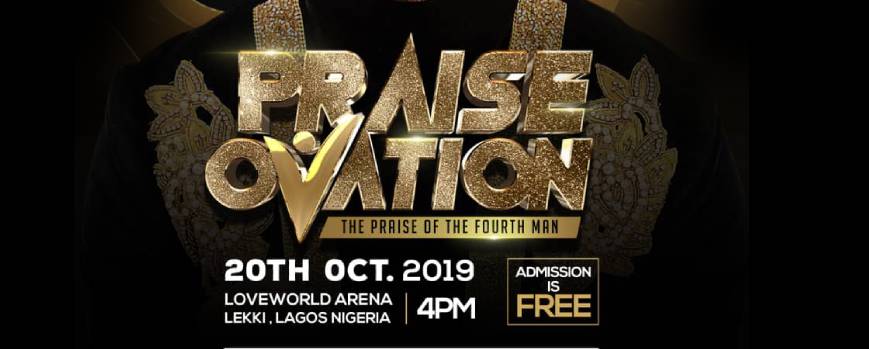 PRAISE
OVATION
THE PRAISE OF THE FOURTH MAN
20TH OCT. 2019
LOVEWORLD ARENA
LEKKI , LAGOS NIGERIA
4PM
ADMISSION
IS
FREE